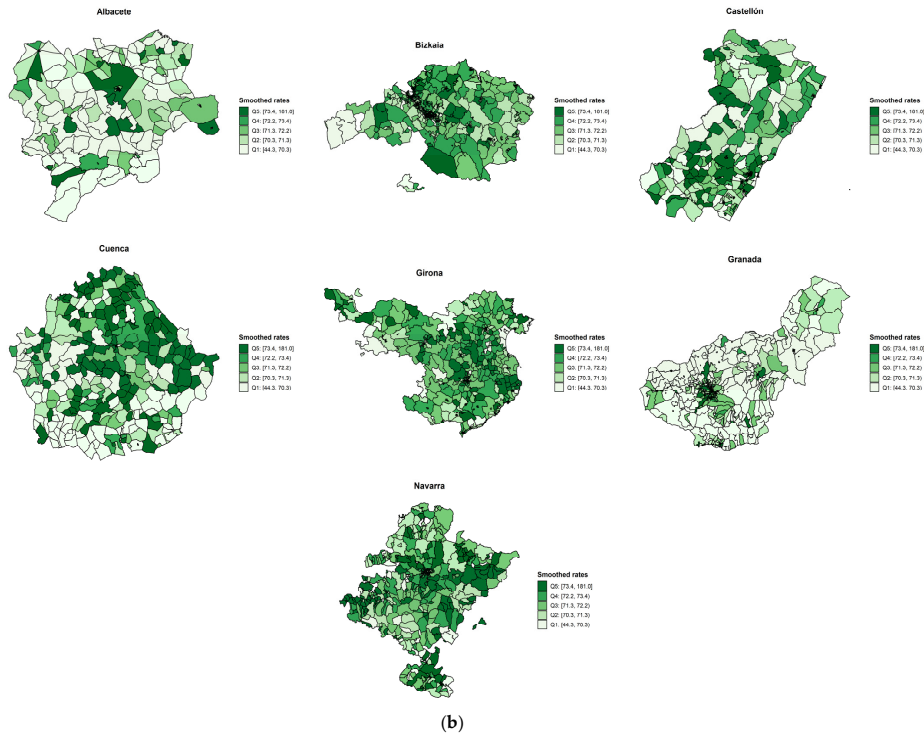 Albacete
Smoothed rates
Q5: [73.4, 181.0]
Q4: [72.2, 73.4)
Q3: [71.3, 72.2)
Q2: [70.3, 71.3)
Q1: [44.3, 70.3)
Bizkaia
Smoothed rates
Q5: [73.4, 181.0]
Q4: [72.2, 73.4)
Q3: [71.3, 72.2)
Q2: [70.3, 71.3)
Q1: [44.3, 70.3)
Castellón
Smoothed rates
Q5: [73.4, 181.0]
Q4: [72.2, 73.4)
Q3: [71.3, 72.2)
Q2: [70.3, 71.3)
Q1: [44.3, 70.3)
Cuenca
Smoothed rates
Q5: [73.4, 181.0]
Q4: [72.2, 73.4)
Q3: [71.3, 72.2)
Q2: [70.3, 71.3)
Q1: [44.3, 70.3)
Girona
Smoothed rates
Q5: [73.4, 181.0]
Q4: [72.2, 73.4)
Q3: [71.3, 72.2)
Q2: [70.3, 71.3)
Q1: [44.3, 70.3)
Granada
Smoothed rates
Q5: [73.4, 181.0]
Q4: [72.2, 73.4)
Q3: [71.3, 72.2)
Q2: [70.3, 71.3)
Q1: [44.3, 70.3)
Navarra
Smoothed rates
Q5: [73.4, 181.0]
Q4: [72.2, 73.4)
Q3: [71.3, 72.2)
Q2: [70.3, 71.3)
Q1: [44.3, 70.3)
(b)